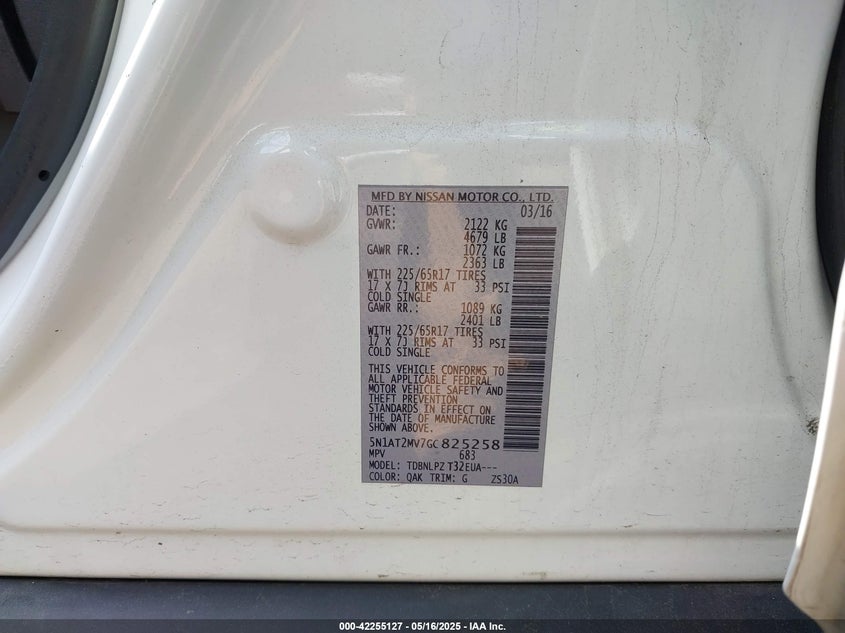 MFD BY NISSAN MOTOR CO., LTD.
DATE: 03/16
GVWR: 2122 KG
4679 LB
GAWR FR.: 1072 KG
2363 LB
WITH 225/65R17 TIRES
17 X 7J RIMS AT 33 PSI
COLD SINGLE
GAWR RR.: 1089 KG
2401 LB
WITH 225/65R17 TIRES
17 X 7J RIMS AT 33 PSI
COLD SINGLE
THIS VEHICLE CONFORMS TO
ALL APPLICABLE FEDERAL
MOTOR VEHICLE SAFETY AND
THEFT PREVENTION
STANDARDS IN EFFECT ON
THE DATE OF MANUFACTURE
SHOWN ABOVE.
5N1AT2MV7GC825258
MPV 683
MODEL: TDBNLPZ T32EUA---
COLOR: QAK TRIM: G ZS30A
000-42255127 - 05/16/2025 - IAA Inc.